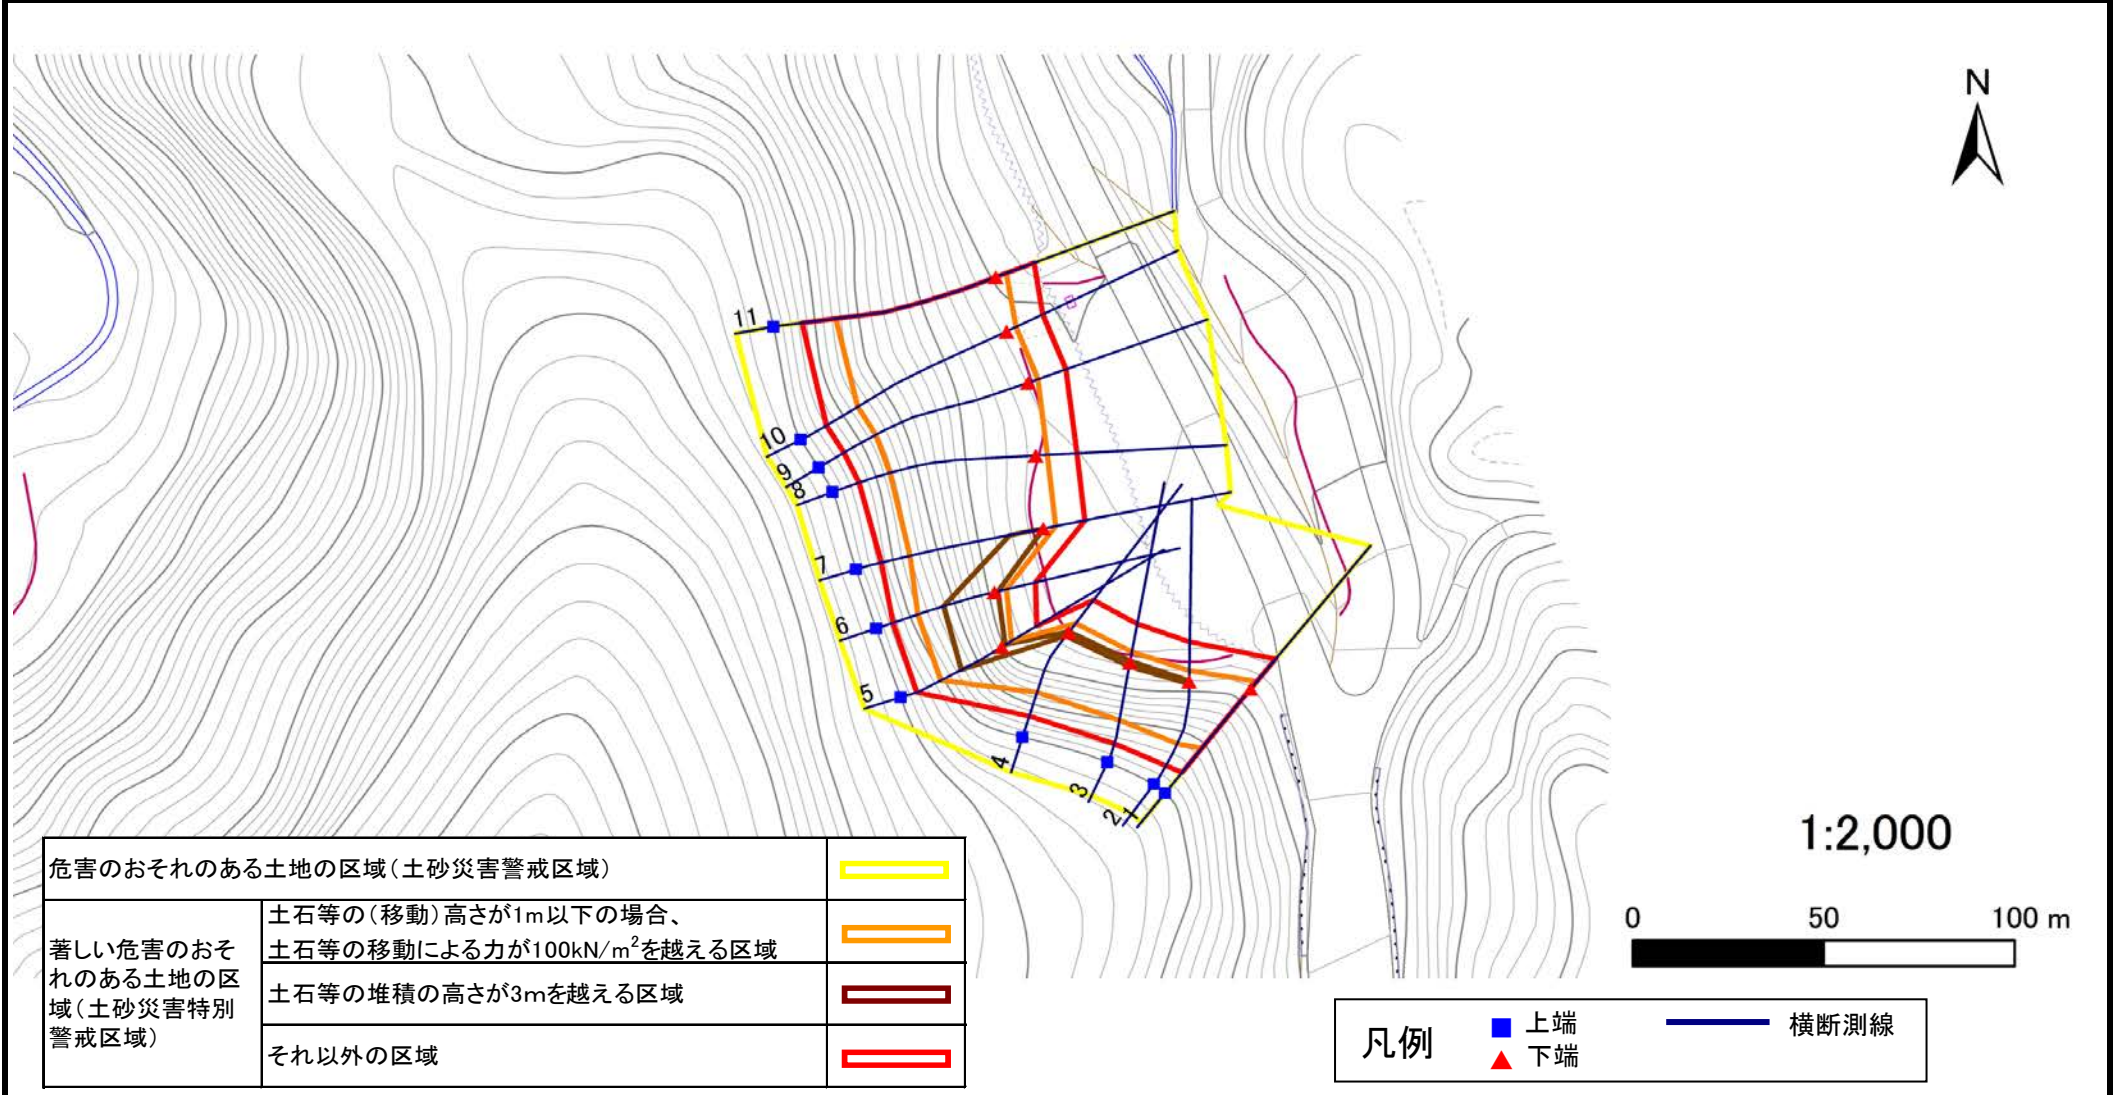 N
11
10
9
8
7
6
5
4
3
2
1
1:2,000
0 50 100 m
危害のおそれのある土地の区域(土砂災害警戒区域)
著しい危害のおそ
れのある土地の区
域(土砂災害特別
警戒区域)
土石等の(移動)高さが1m以下の場合、
土石等の移動による力が100kN/m²を越える区域
土石等の堆積の高さが3mを越える区域
それ以外の区域
凡例
上端
下端
横断測線